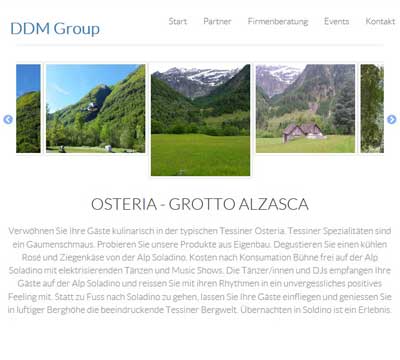 DDM Group
Start Partner Firmenberatung Events Kontakt
OSTERIA - GROTTO ALZASCA
Verwöhnen Sie Ihre Gäste kulinarisch in der typischen Tessiner Osteria. Tessiner Spezialitäten sind
ein Gaumenschmaus. Probieren Sie unsere Produkte aus Eigenbau. Degustieren Sie einen kühlen
Rosé und Ziegenkäse von der Alp Soladino. Kosten nach Konsumation Bühne frei auf der Alp
Soladino mit elektrisierenden Tänzen und Music Shows. Die Tänzer/innen und DJs empfangen Ihre
Gäste auf der Alp Soladino und reissen Sie mit ihren Rhythmen in ein unvergessliches positives
Feeling mit. Statt zu Fuss nach Soladino zu gehen, lassen Sie Ihre Gäste einfliegen und geniessen Sie
in luftiger Berghöhe die beeindruckende Tessiner Bergwelt. Übernachten in Soldino ist ein Erlebnis.